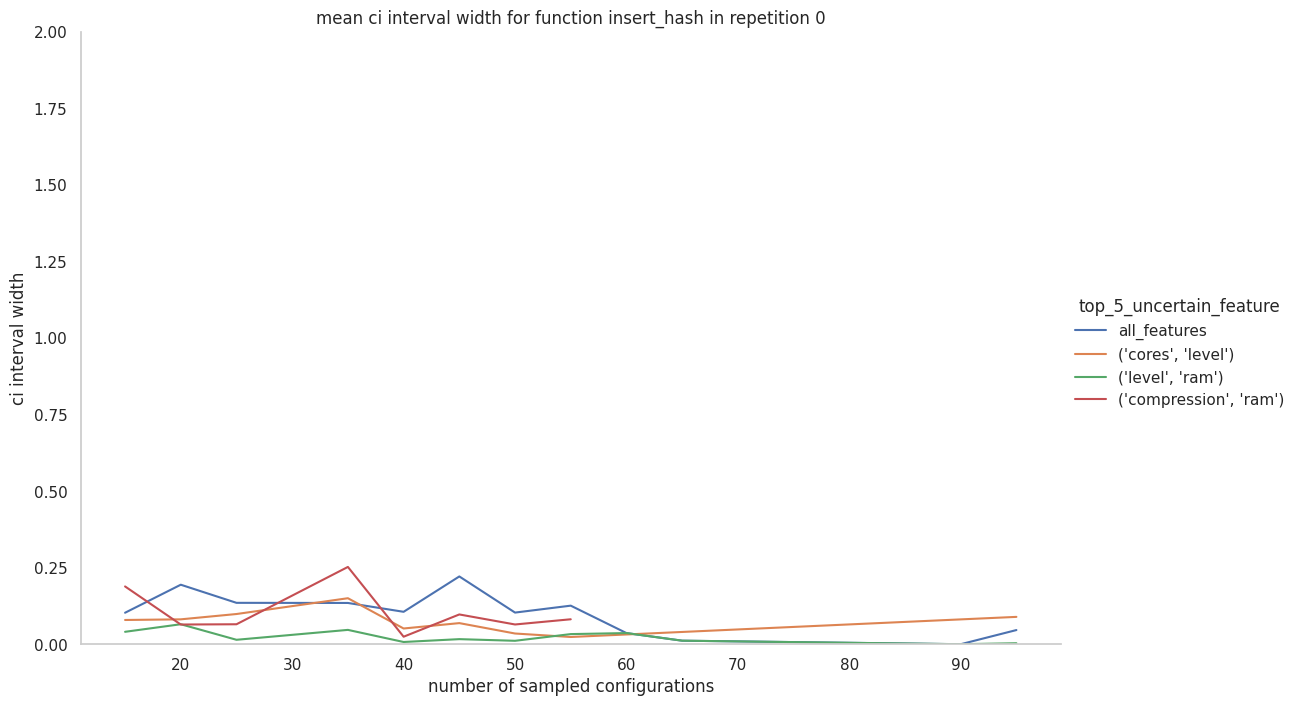 mean ci interval width for function insert_hash in repetition 0
2.00
1.75
1.50
1.25
1.00
0.75
0.50
0.25
0.00
ci interval width
20 30 40 50 60 70 80 90
number of sampled configurations
top_5_uncertain_feature
all_features
('cores', 'level')
('level', 'ram')
('compression', 'ram')